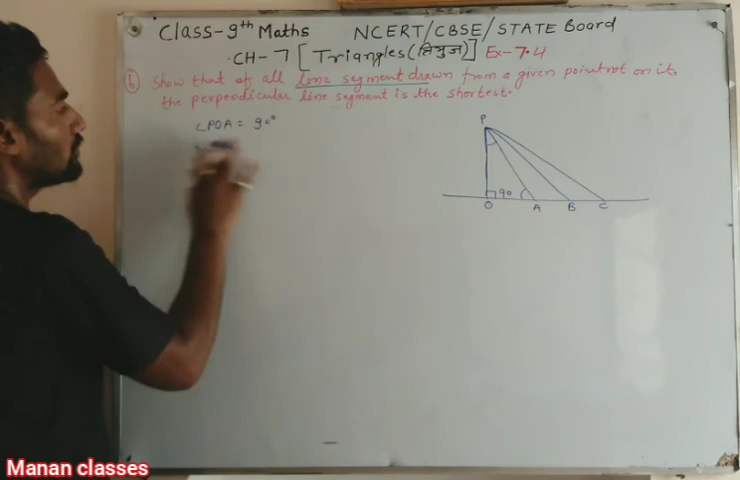 Class-9th Maths NCERT/CBSE/STATE Board
CH-7 [Triangles(त्रिभुज)] Ex-7.4
(6) Show that of all line segment drawn from a given point not on it,
the perpendicular line segment is the shortest.
∠POA = 90°
P
90
O A B C
Manan classes